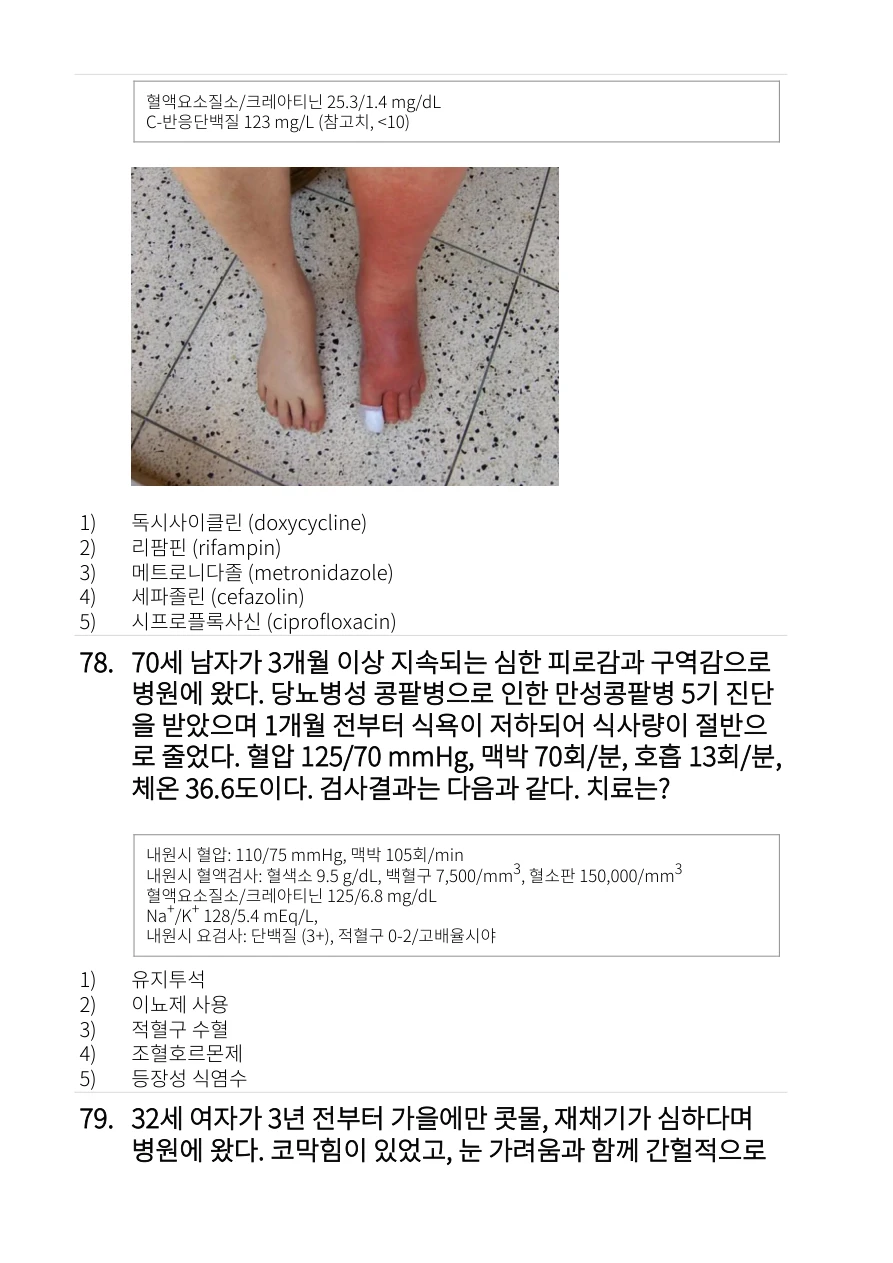 혈액요소질소/크레아티닌 25.3/1.4 mg/dL
C-반응단백질 123 mg/L (참고치, <10)
1) 독시사이클린 (doxycycline)
2) 리팜핀 (rifampin)
3) 메트로니다졸 (metronidazole)
4) 세파졸린 (cefazolin)
5) 시프로플록사신 (ciprofloxacin)
78. 70세 남자가 3개월 이상 지속되는 심한 피로감과 구역감으로
병원에 왔다. 당뇨병성 콩팥병으로 인한 만성콩팥병 5기 진단
을 받았으며 1개월 전부터 식욕이 저하되어 식사량이 절반으
로 줄었다. 혈압 125/70 mmHg, 맥박 70회/분, 호흡 13회/분,
체온 36.6도이다. 검사결과는 다음과 같다. 치료는?
내원시 혈압: 110/75 mmHg, 맥박 105회/min
내원시 혈액검사: 혈색소 9.5 g/dL, 백혈구 7,500/mm³, 혈소판 150,000/mm³
혈액요소질소/크레아티닌 125/6.8 mg/dL
Na⁺/K⁺ 128/5.4 mEq/L,
내원시 요검사: 단백질 (3+), 적혈구 0-2/고배율시야
1) 유지투석
2) 이뇨제 사용
3) 적혈구 수혈
4) 조혈호르몬제
5) 등장성 식염수
79. 32세 여자가 3년 전부터 가을에만 콧물, 재채기가 심하다며
병원에 왔다. 코막힘이 있었고, 눈 가려움과 함께 간헐적으로